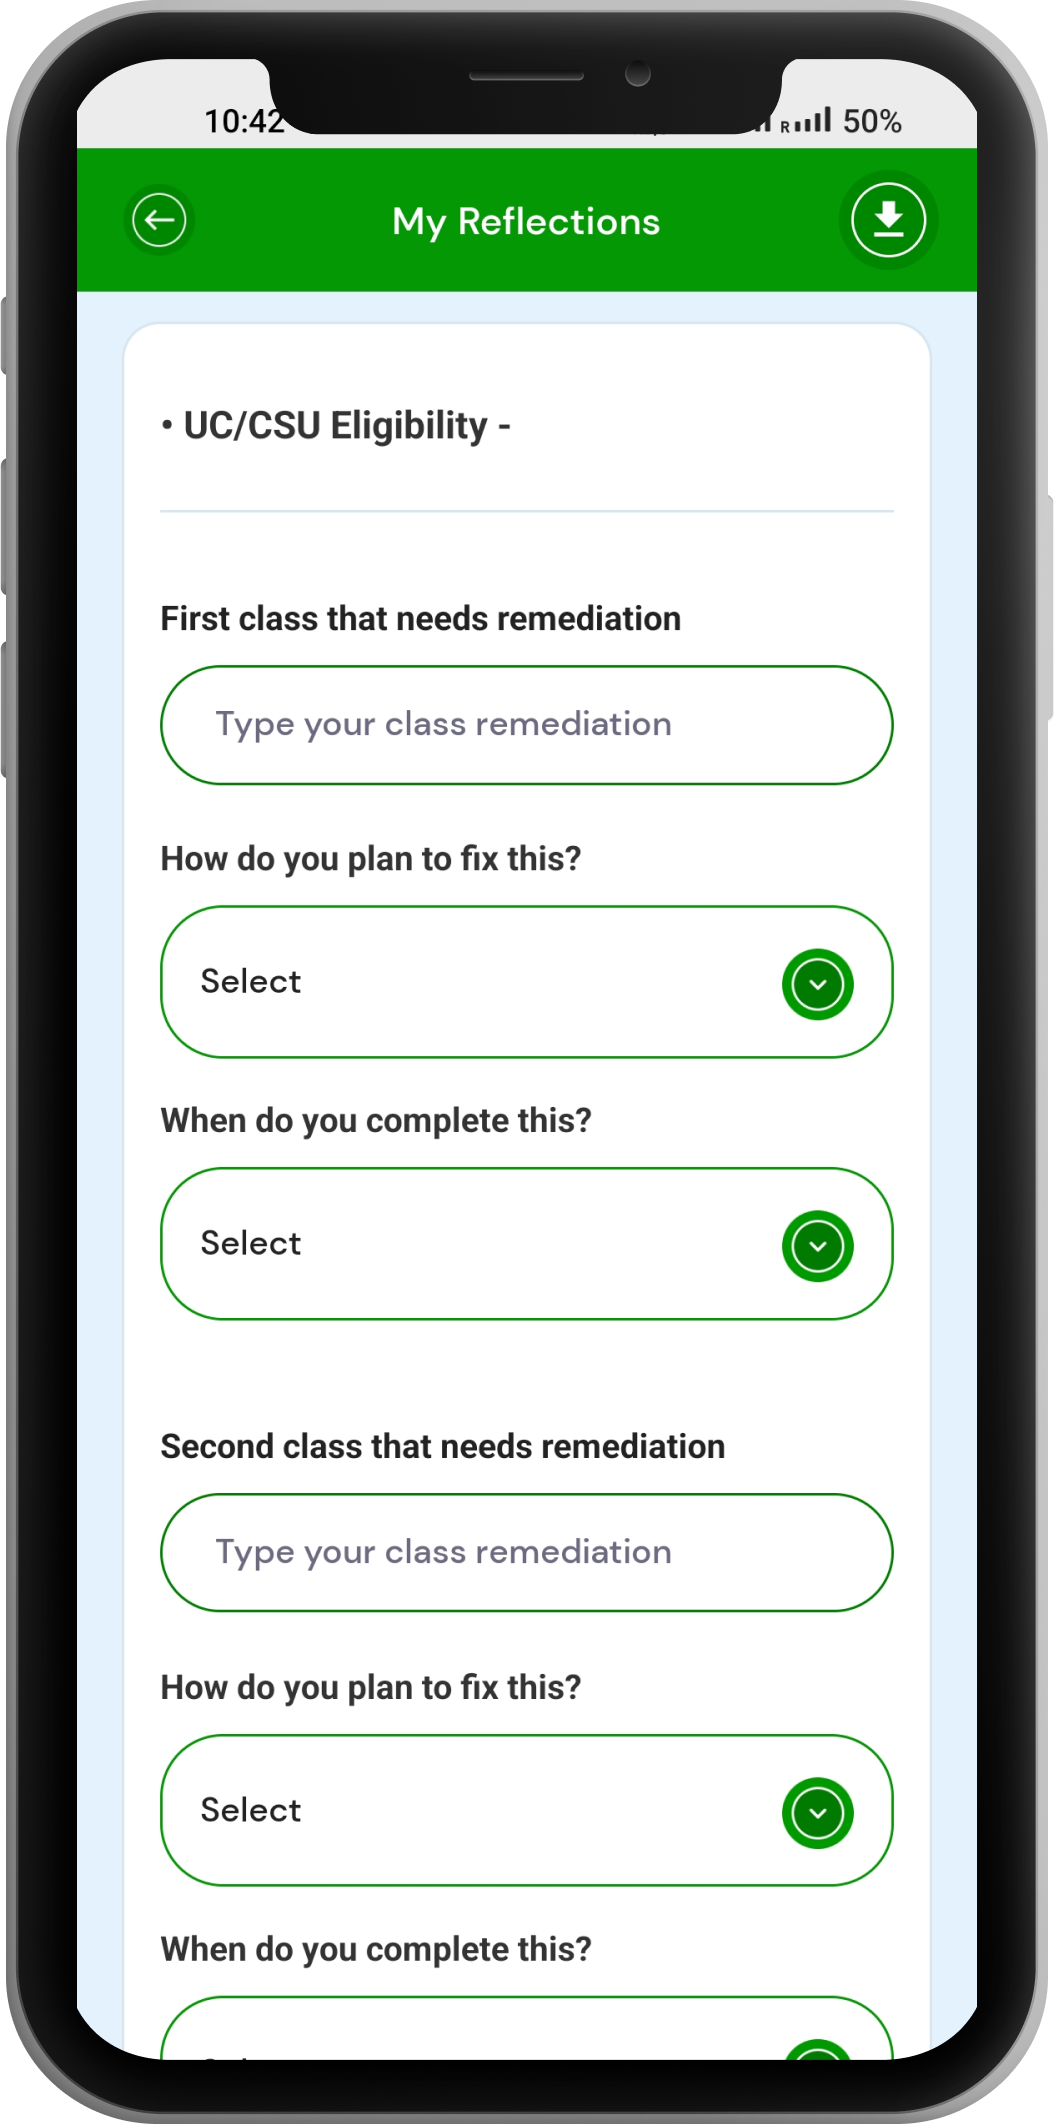 10:42
R 50%
My Reflections
• UC/CSU Eligibility -
First class that needs remediation
Type your class remediation
How do you plan to fix this?
Select
When do you complete this?
Select
Second class that needs remediation
Type your class remediation
How do you plan to fix this?
Select
When do you complete this?